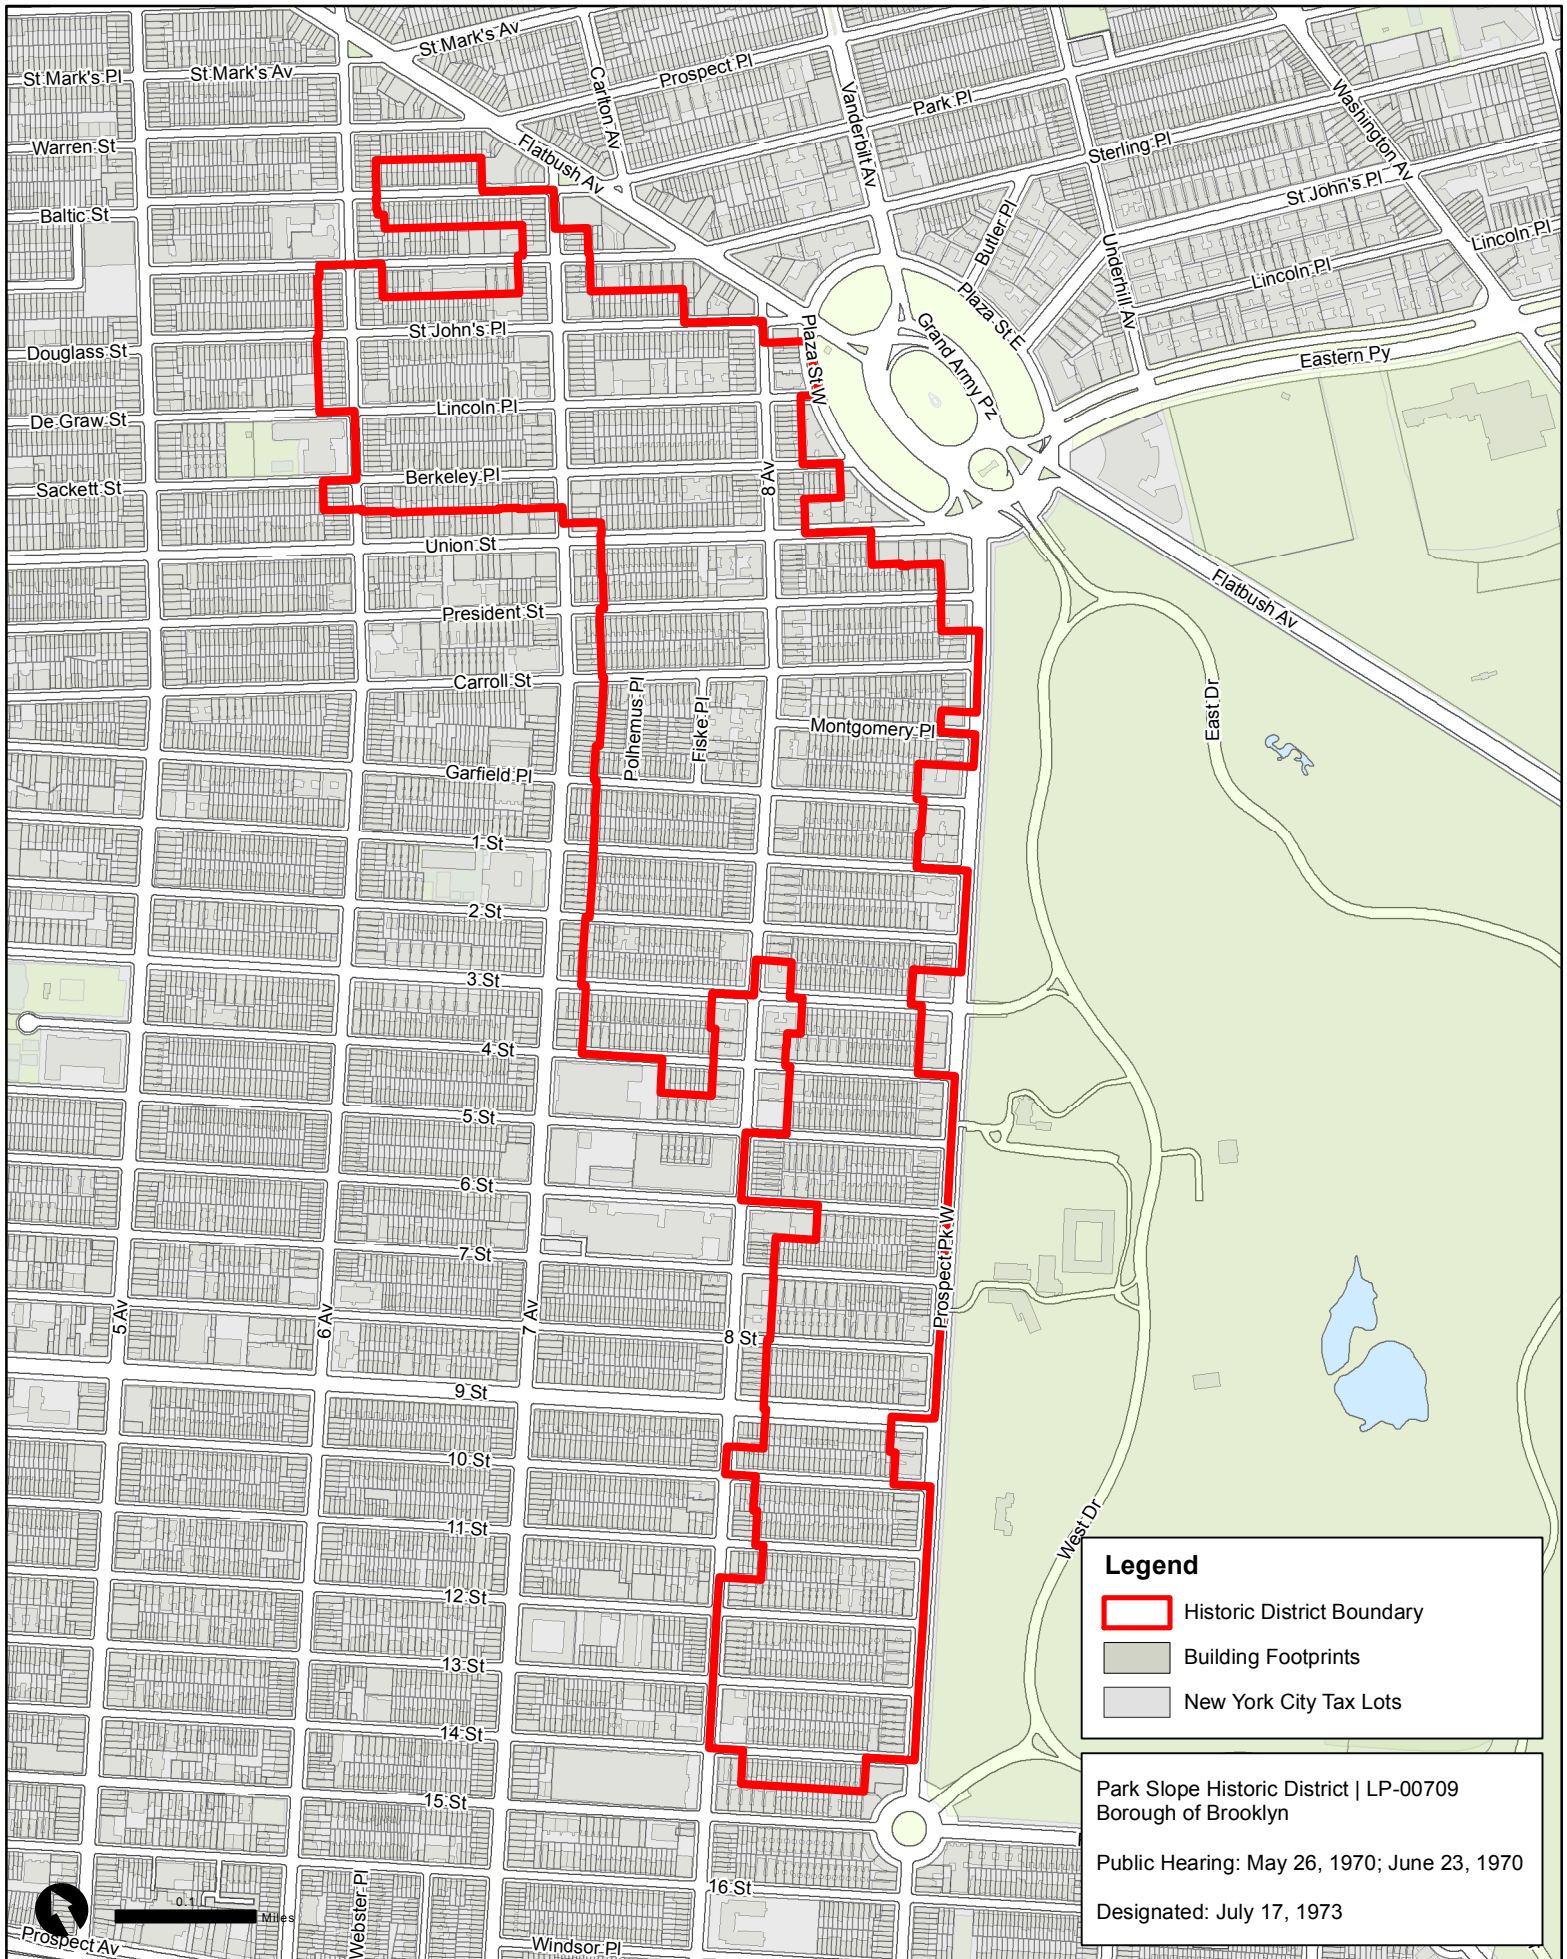 St Mark's Av
St Mark's Pl
St Mark's Av
Carlton Av
Prospect Pl
Vanderbilt Av
Park Pl
Washington Av
Warren St
Flatbush Av
Sterling Pl
Baltic St
St John's Pl
Butler Pl
Underhill Av
Lincoln Pl
Lincoln Pl
Plaza St E
Grand Army Pz
St John's Pl
Plaza St W
Douglass St
Eastern Py
De Graw St
Lincoln Pl
Sackett St
Berkeley Pl
8 Av
Union St
Flatbush Av
President St
Carroll St
Polhemus Pl
Fiske Pl
Montgomery Pl
East Dr
Garfield Pl
1 St
2 St
3 St
4 St
5 St
6 St
7 St
Prospect Pk W
5 Av
6 Av
7 Av
8 St
9 St
10 St
11 St
West Dr
12 St
13 St
14 St
15 St
16 St
Webster Pl
Prospect Av
Windsor Pl
0.1
Miles
Legend
Historic District Boundary
Building Footprints
New York City Tax Lots
Park Slope Historic District | LP-00709
Borough of Brooklyn
Public Hearing: May 26, 1970; June 23, 1970
Designated: July 17, 1973